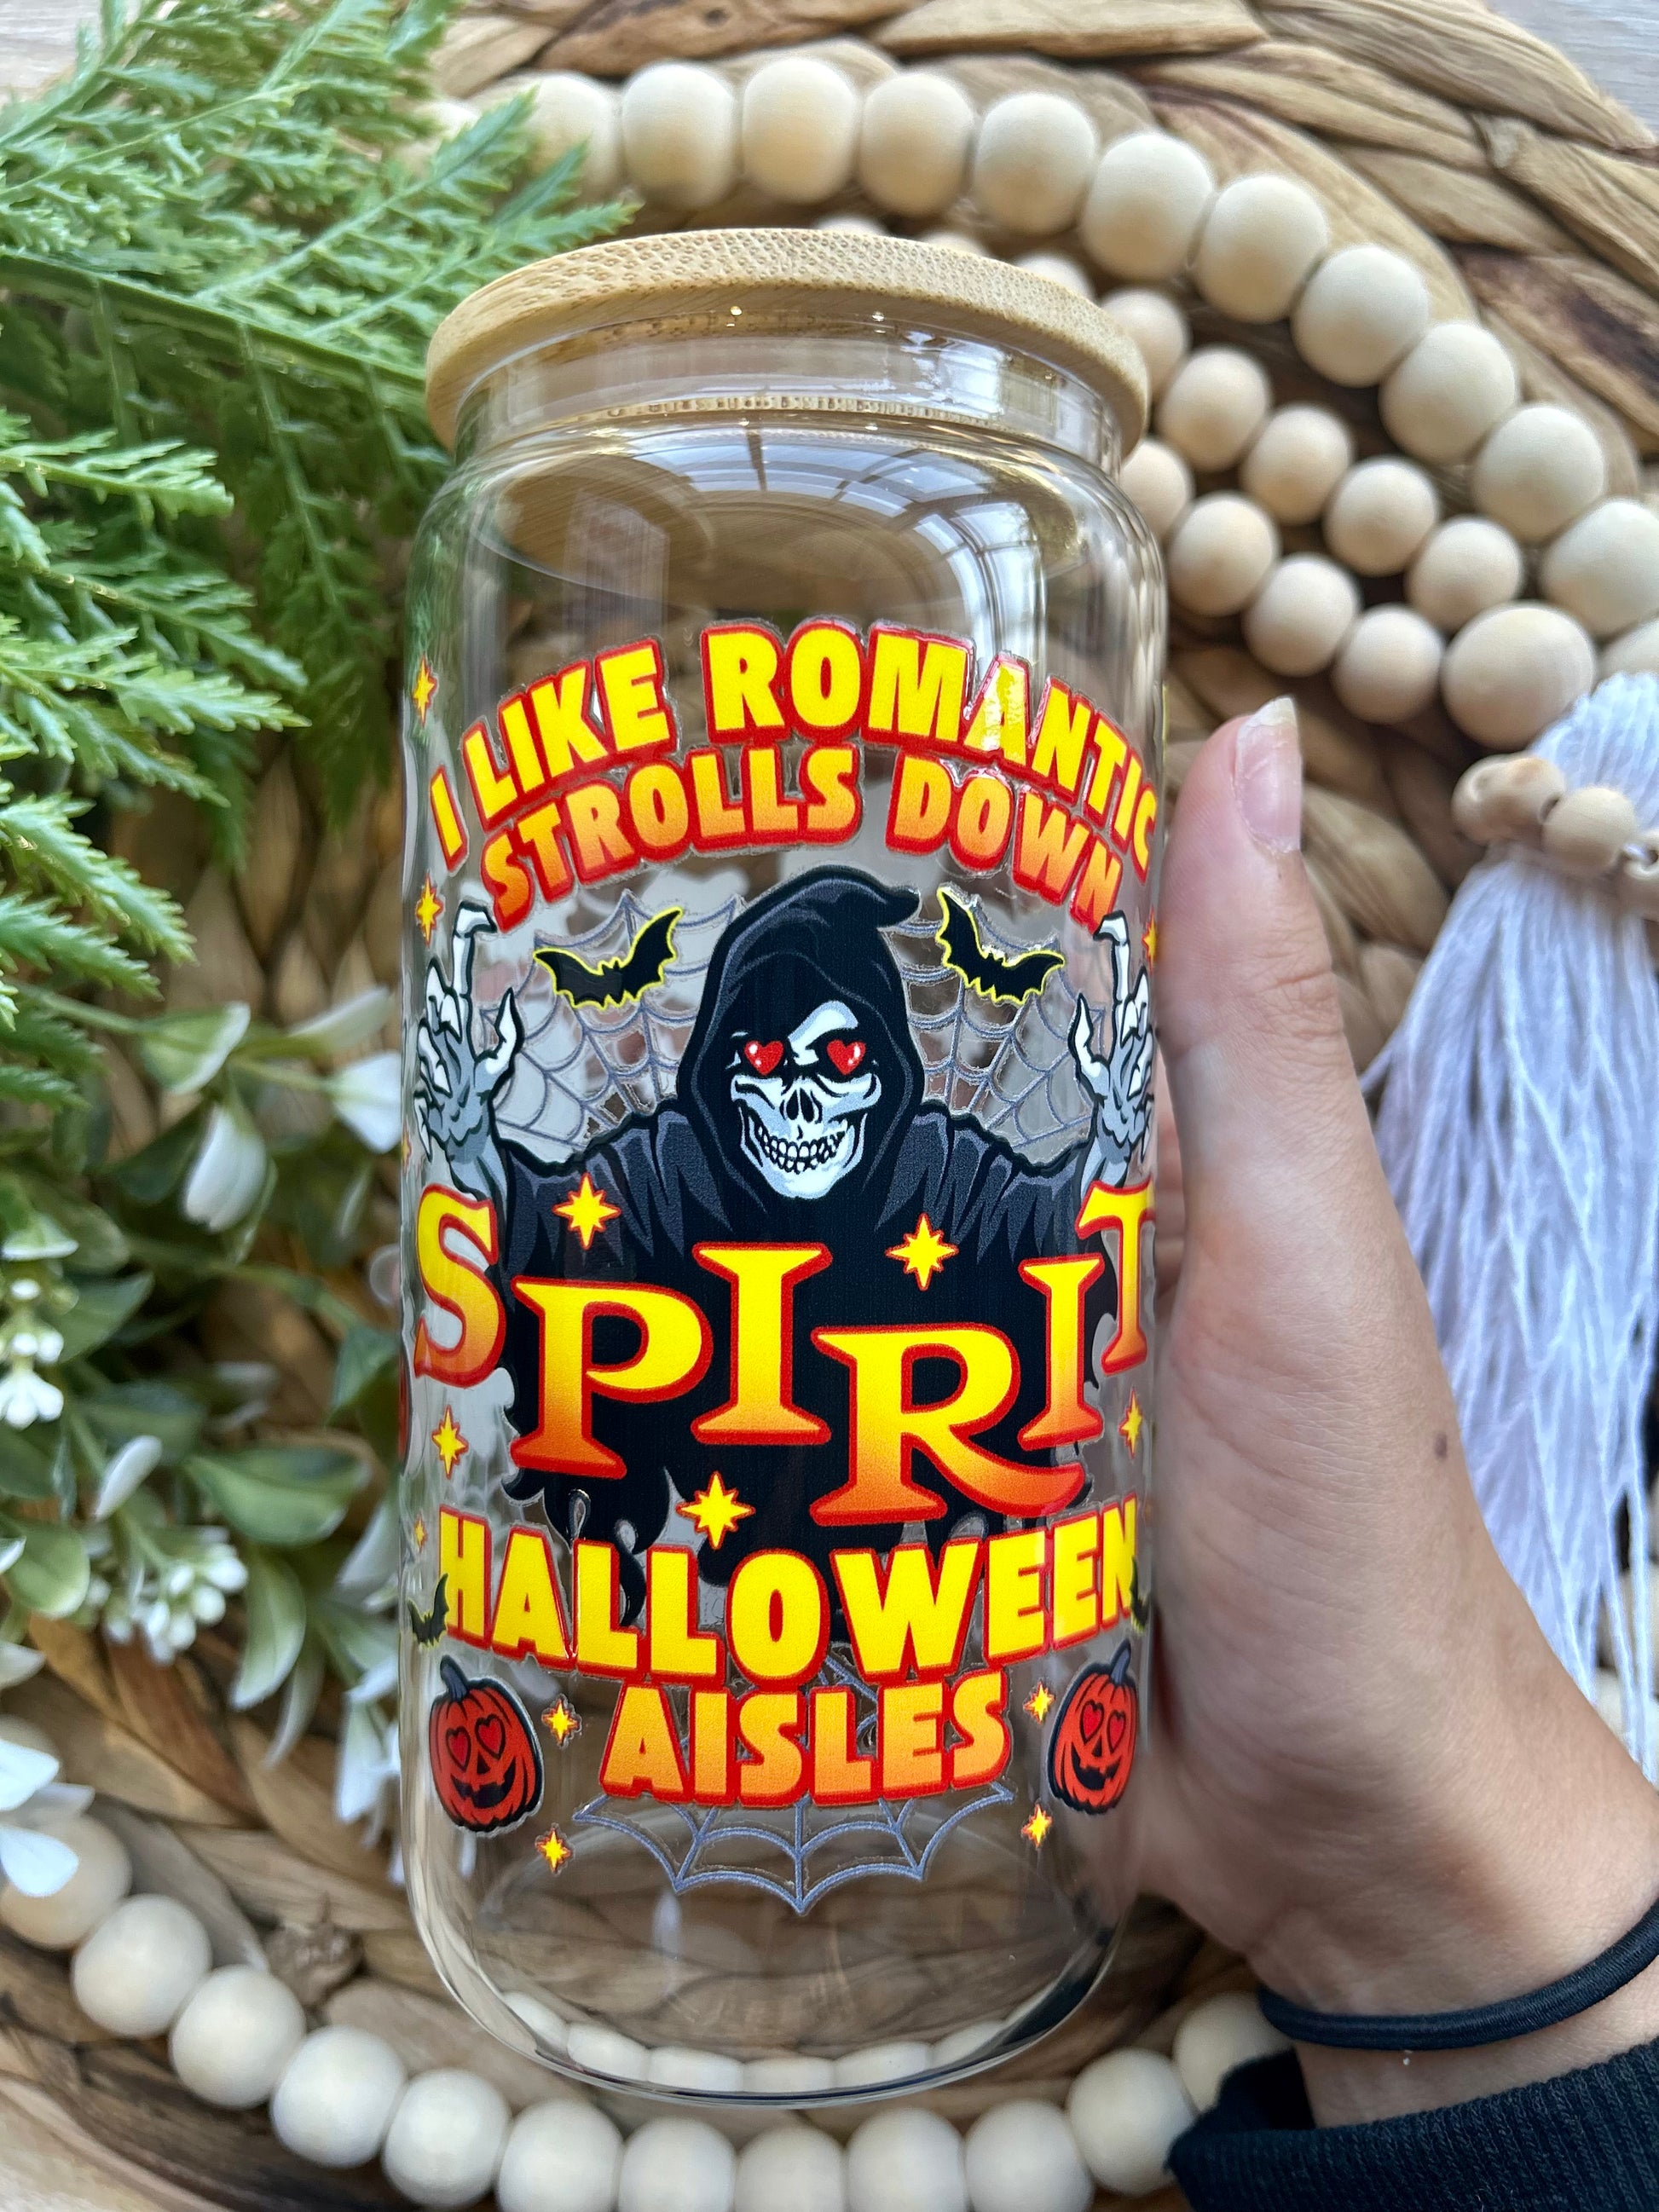 I LIKE ROMANTIC
STROLLS DOWN
SPIRIT
HALLOWEEN
AISLES